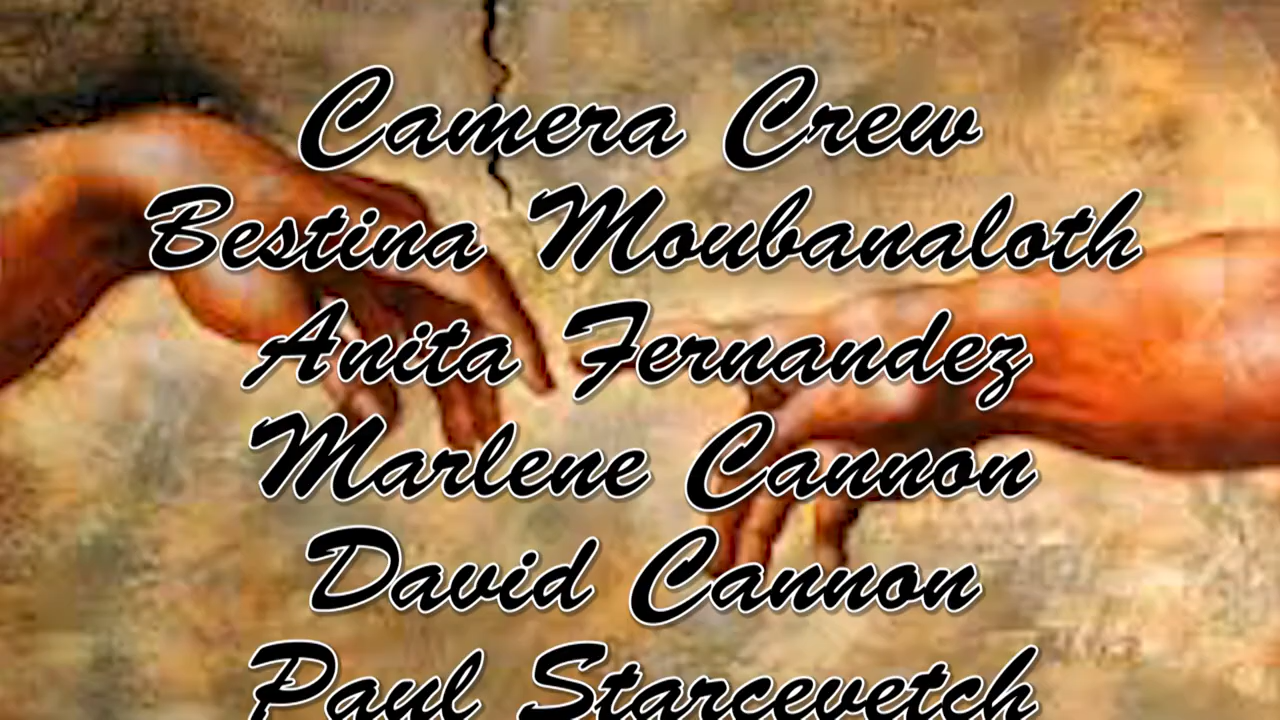 Camera Crew
Bestina Moubanaloth
Anita Fernandez
Marlene Cannon
David Cannon
Paul Starcevetch